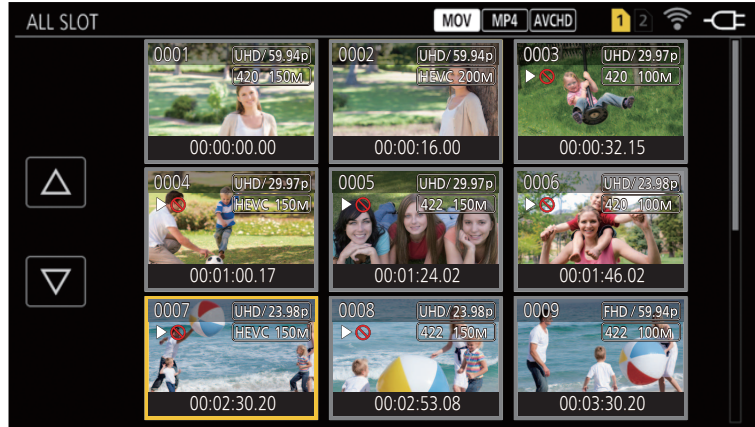 ALL SLOT MOV MP4 AVCHD 1 2
0001 UHD/59.94p
420 150M
00:00:00.00
0002 UHD/59.94p
HEVC 200M
00:00:16.00
0003 UHD/29.97p
420 100M
00:00:32.15
0004 UHD/29.97p
HEVC 150M
00:01:00.17
0005 UHD/29.97p
422 150M
00:01:24.02
0006 UHD/23.98p
420 100M
00:01:46.02
0007 UHD/23.98p
HEVC 150M
00:02:30.20
0008 UHD/23.98p
422 150M
00:02:53.08
0009 FHD/59.94p
422 100M
00:03:30.20